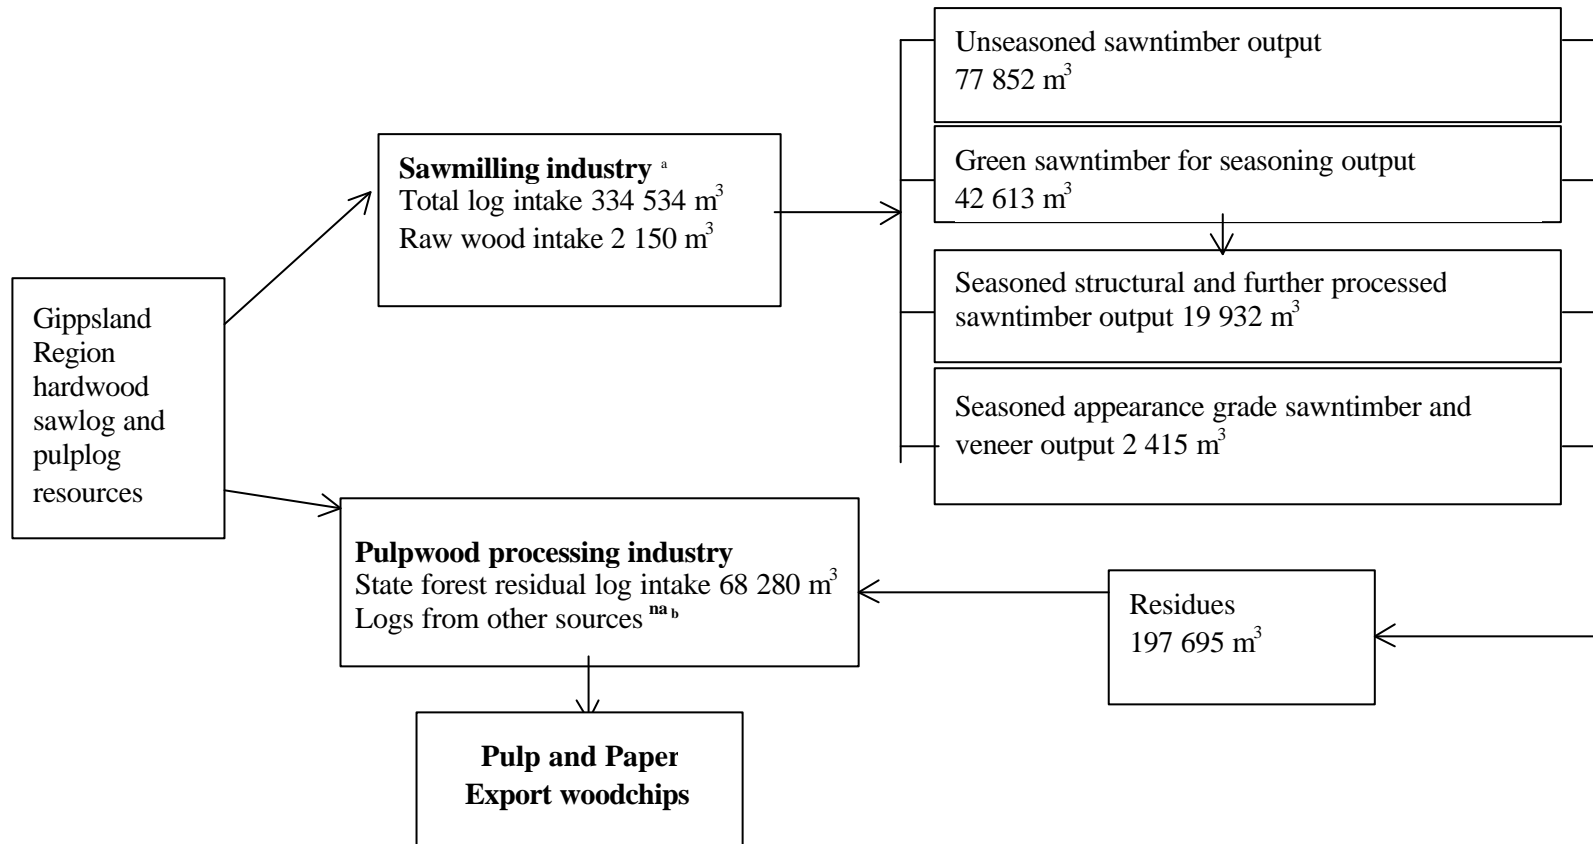 Unseasoned sawntimber output
77 852 m³
Sawmilling industry ᵃ
Total log intake 334 534 m³
Raw wood intake 2 150 m³
Green sawntimber for seasoning output
42 613 m³
Seasoned structural and further processed
sawntimber output 19 932 m³
Seasoned appearance grade sawntimber and
veneer output 2 415 m³
Gippsland
Region
hardwood
sawlog and
pulplog
resources
Pulpwood processing industry
State forest residual log intake 68 280 m³
Logs from other sources ⁿᵃ ᵇ
Residues
197 695 m³
Pulp and Paper
Export woodchips